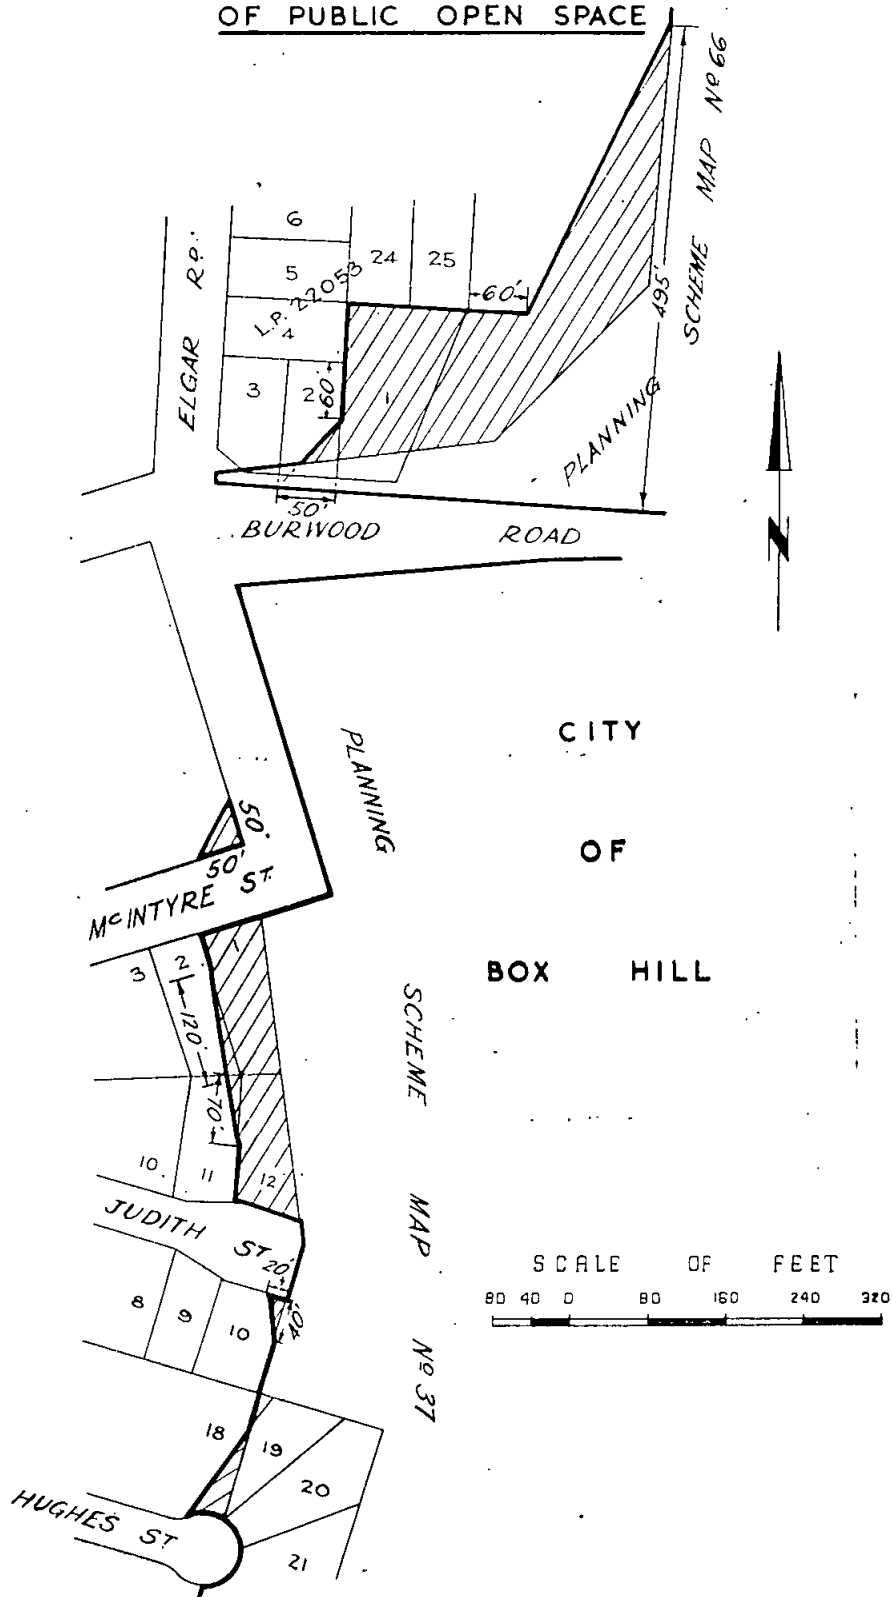 OF PUBLIC OPEN SPACE
SCHEME MAP Nº 66
6
24
25
5
L.P. 22053
4
60'
495'
ELGAR Rᴰ.
3
2
60'
1
PLANNING
50'
BURWOOD ROAD
N
CITY
OF
BOX HILL
PLANNING
SCHEME
MAP
Nº 37
50'
50'
McINTYRE ST.
1
3
2
120'
70'
10
11
12
JUDITH ST.
20'
40'
8
9
10
SCALE OF FEET
80 40 0 80 160 240 320
18
19
20
21
HUGHES ST